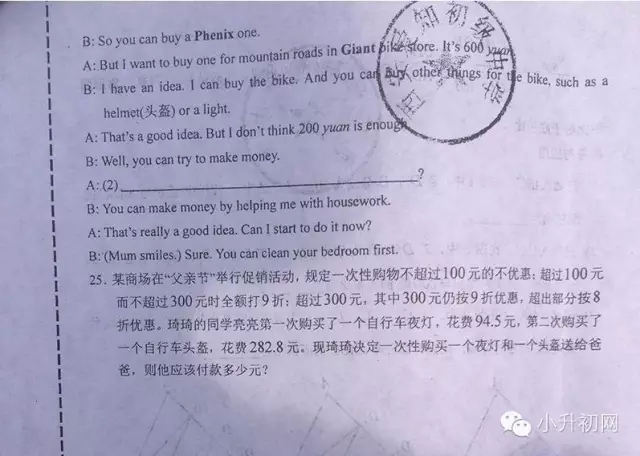 B: So you can buy a Phenix one.
A: But I want to buy one for mountain roads in Giant bike store. It's 600 yuan.
B: I have an idea. I can buy the bike. And you can buy other things for the bike, such as a
helmet(头盔) or a light.
A: That's a good idea. But I don't think 200 yuan is enough.
B: Well, you can try to make money.
A: (2)____________________?
B: You can make money by helping me with housework.
A: That's really a good idea. Can I start to do it now?
B: (Mum smiles.) Sure. You can clean your bedroom first.
25. 某商场在“父亲节”举行促销活动，规定一次性购物不超过100元的不优惠；超过100元
而不超过300元时全额打9折；超过300元，其中300元仍按9折优惠，超出部分按8
折优惠。琦琦的同学亮亮第一次购买了一个自行车夜灯，花费94.5元，第二次购买了
一个自行车头盔，花费282.8元。现琦琦决定一次性购买一个夜灯和一个头盔送给爸
爸，则他应该付款多少元？
知初级中学
小升初网